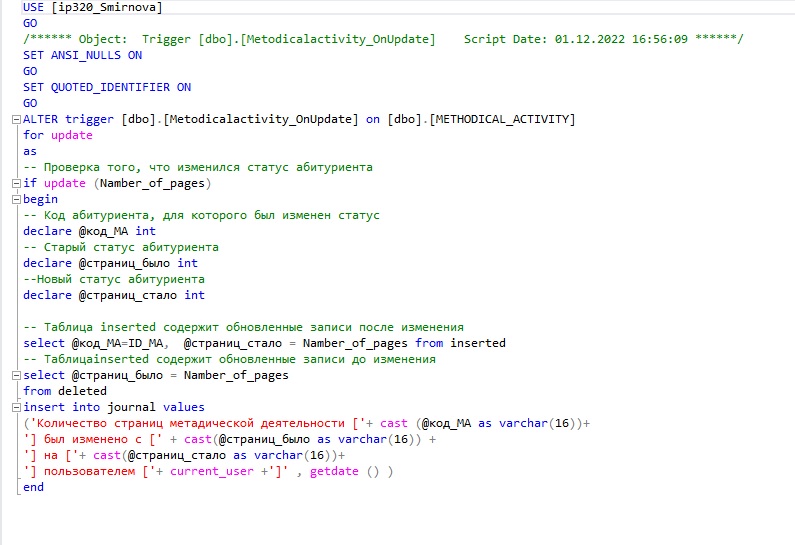 USE [ip320_Smirnova]
GO
/****** Object:  Trigger [dbo].[Metodicalactivity_OnUpdate]    Script Date: 01.12.2022 16:56:09 ******/
SET ANSI_NULLS ON
GO
SET QUOTED_IDENTIFIER ON
GO
ALTER trigger [dbo].[Metodicalactivity_OnUpdate] on [dbo].[METHODICAL_ACTIVITY]
for update
as
-- Проверка того, что изменился статус абитуриента
if update (Namber_of_pages)
begin
-- Код абитуриента, для которого был изменен статус
declare @код_МА int
-- Старый статус абитуриента
declare @страниц_было int
--Новый статус абитуриента
declare @страниц_стало int
-- Таблица inserted содержит обновленные записи после изменения
select @код_МА=ID_MA,  @страниц_стало = Namber_of_pages from inserted
-- Таблицаinserted содержит обновленные записи до изменения
select @страниц_было = Namber_of_pages
from deleted
insert into journal values
('Количество страниц метадической деятельности ['+ cast (@код_МА as varchar(16))+
'] был изменено с [' + cast(@страниц_было as varchar(16)) +
'] на ['+ cast(@страниц_стало as varchar(16))+
'] пользователем ['+ current_user +']' , getdate () )
end